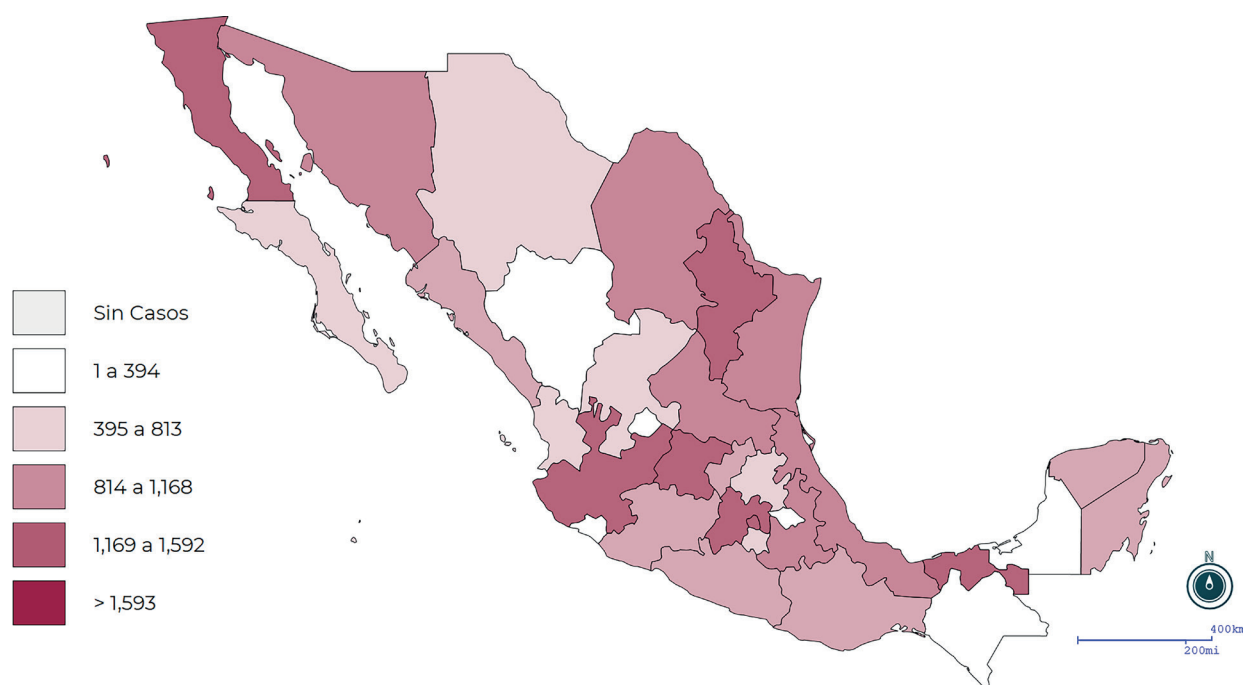 Sin Casos
1 a 394
395 a 813
814 a 1,168
1,169 a 1,592
> 1,593
N
400km
200mi